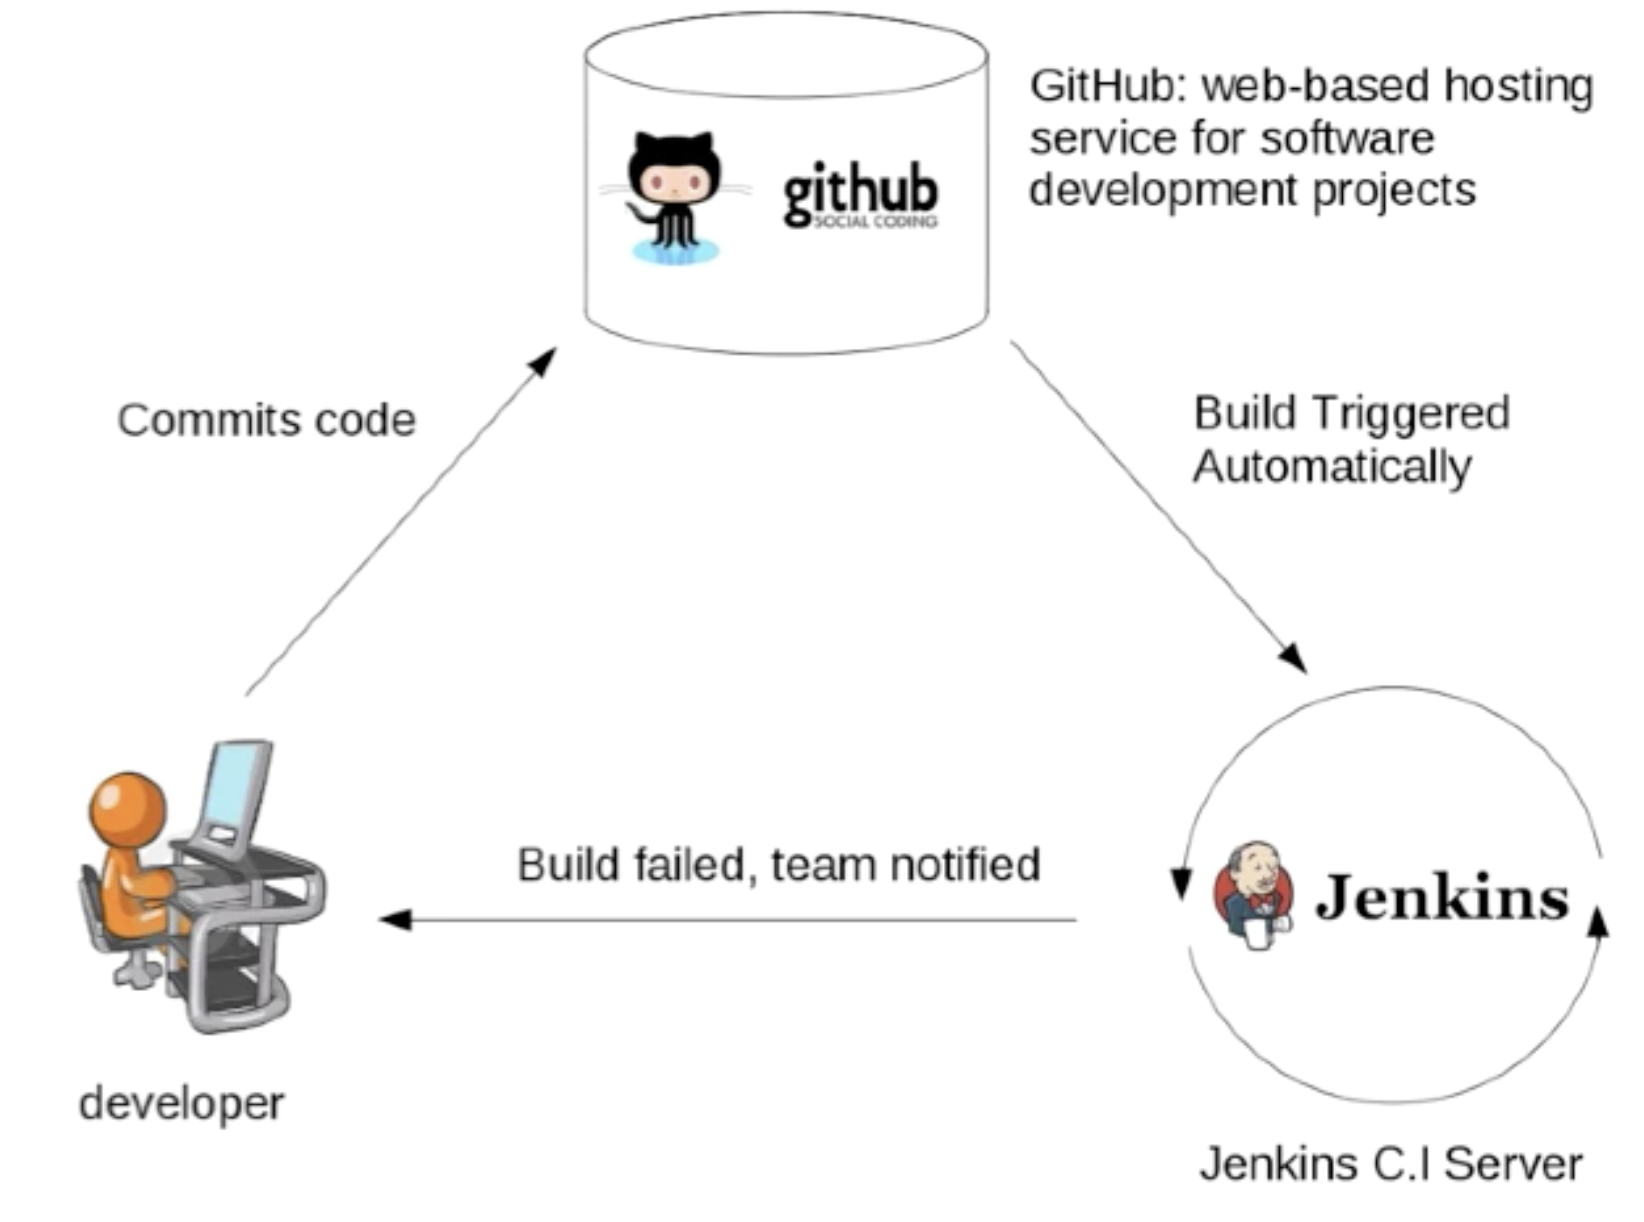 GitHub: web-based hosting
service for software
development projects
github
SOCIAL CODING
Commits code
Build Triggered
Automatically
Build failed, team notified
Jenkins
developer
Jenkins C.I Server